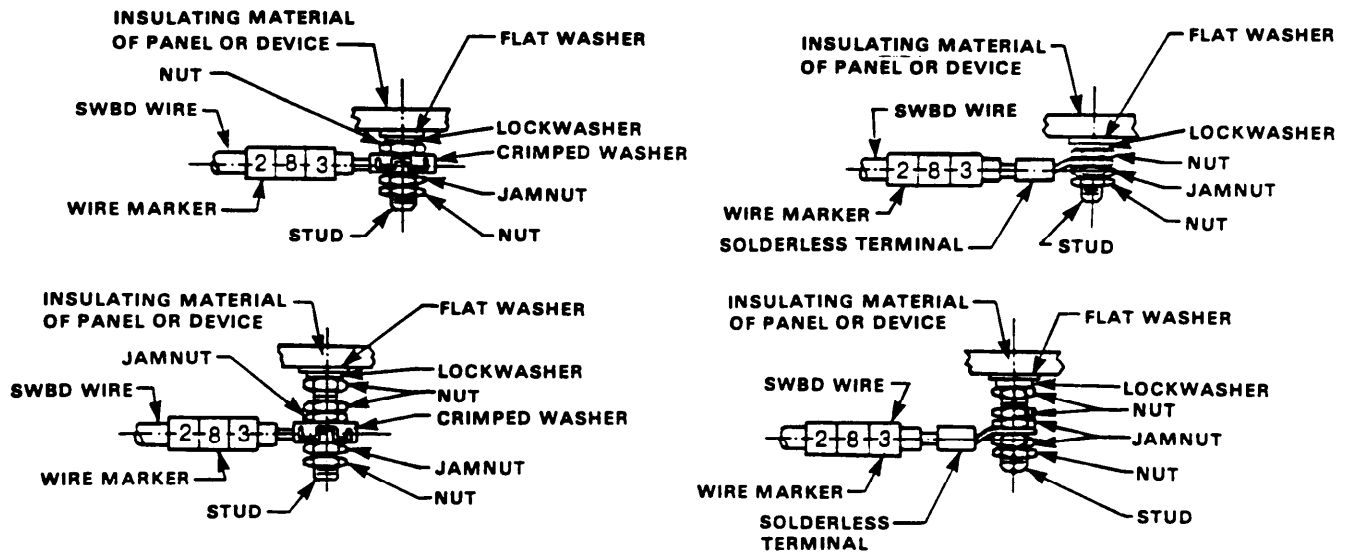 INSULATING MATERIAL
OF PANEL OR DEVICE
FLAT WASHER
NUT
SWBD WIRE
LOCKWASHER
CRIMPED WASHER
2 8 3
JAMNUT
WIRE MARKER
STUD
NUT
INSULATING MATERIAL
OF PANEL OR DEVICE
FLAT WASHER
SWBD WIRE
LOCKWASHER
NUT
2 8 3
JAMNUT
WIRE MARKER
NUT
SOLDERLESS TERMINAL
STUD
INSULATING MATERIAL
OF PANEL OR DEVICE
FLAT WASHER
JAMNUT
LOCKWASHER
SWBD WIRE
NUT
CRIMPED WASHER
2 8 3
JAMNUT
WIRE MARKER
NUT
STUD
INSULATING MATERIAL
OF PANEL OR DEVICE
FLAT WASHER
SWBD WIRE
LOCKWASHER
NUT
2 8 3
JAMNUT
NUT
WIRE MARKER
STUD
SOLDERLESS
TERMINAL